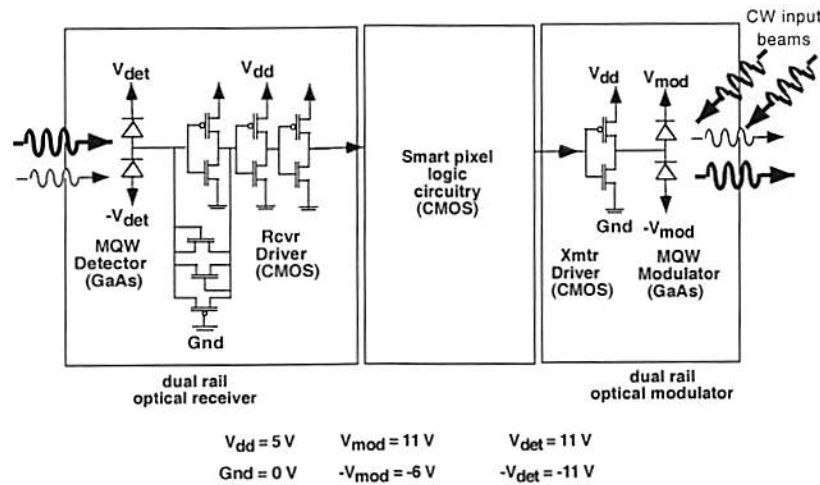 CW input
beams
V_det
V_dd
V_dd
V_mod
-V_det
MQW
Detector
(GaAs)
Rcvr
Driver
(CMOS)
Gnd
Smart pixel
logic
circuitry
(CMOS)
Gnd
-V_mod
Xmtr
Driver
(CMOS)
MQW
Modulator
(GaAs)
dual rail
optical receiver
dual rail
optical modulator
V_dd = 5 V V_mod = 11 V V_det = 11 V
Gnd = 0 V -V_mod = -6 V -V_det = -11 V